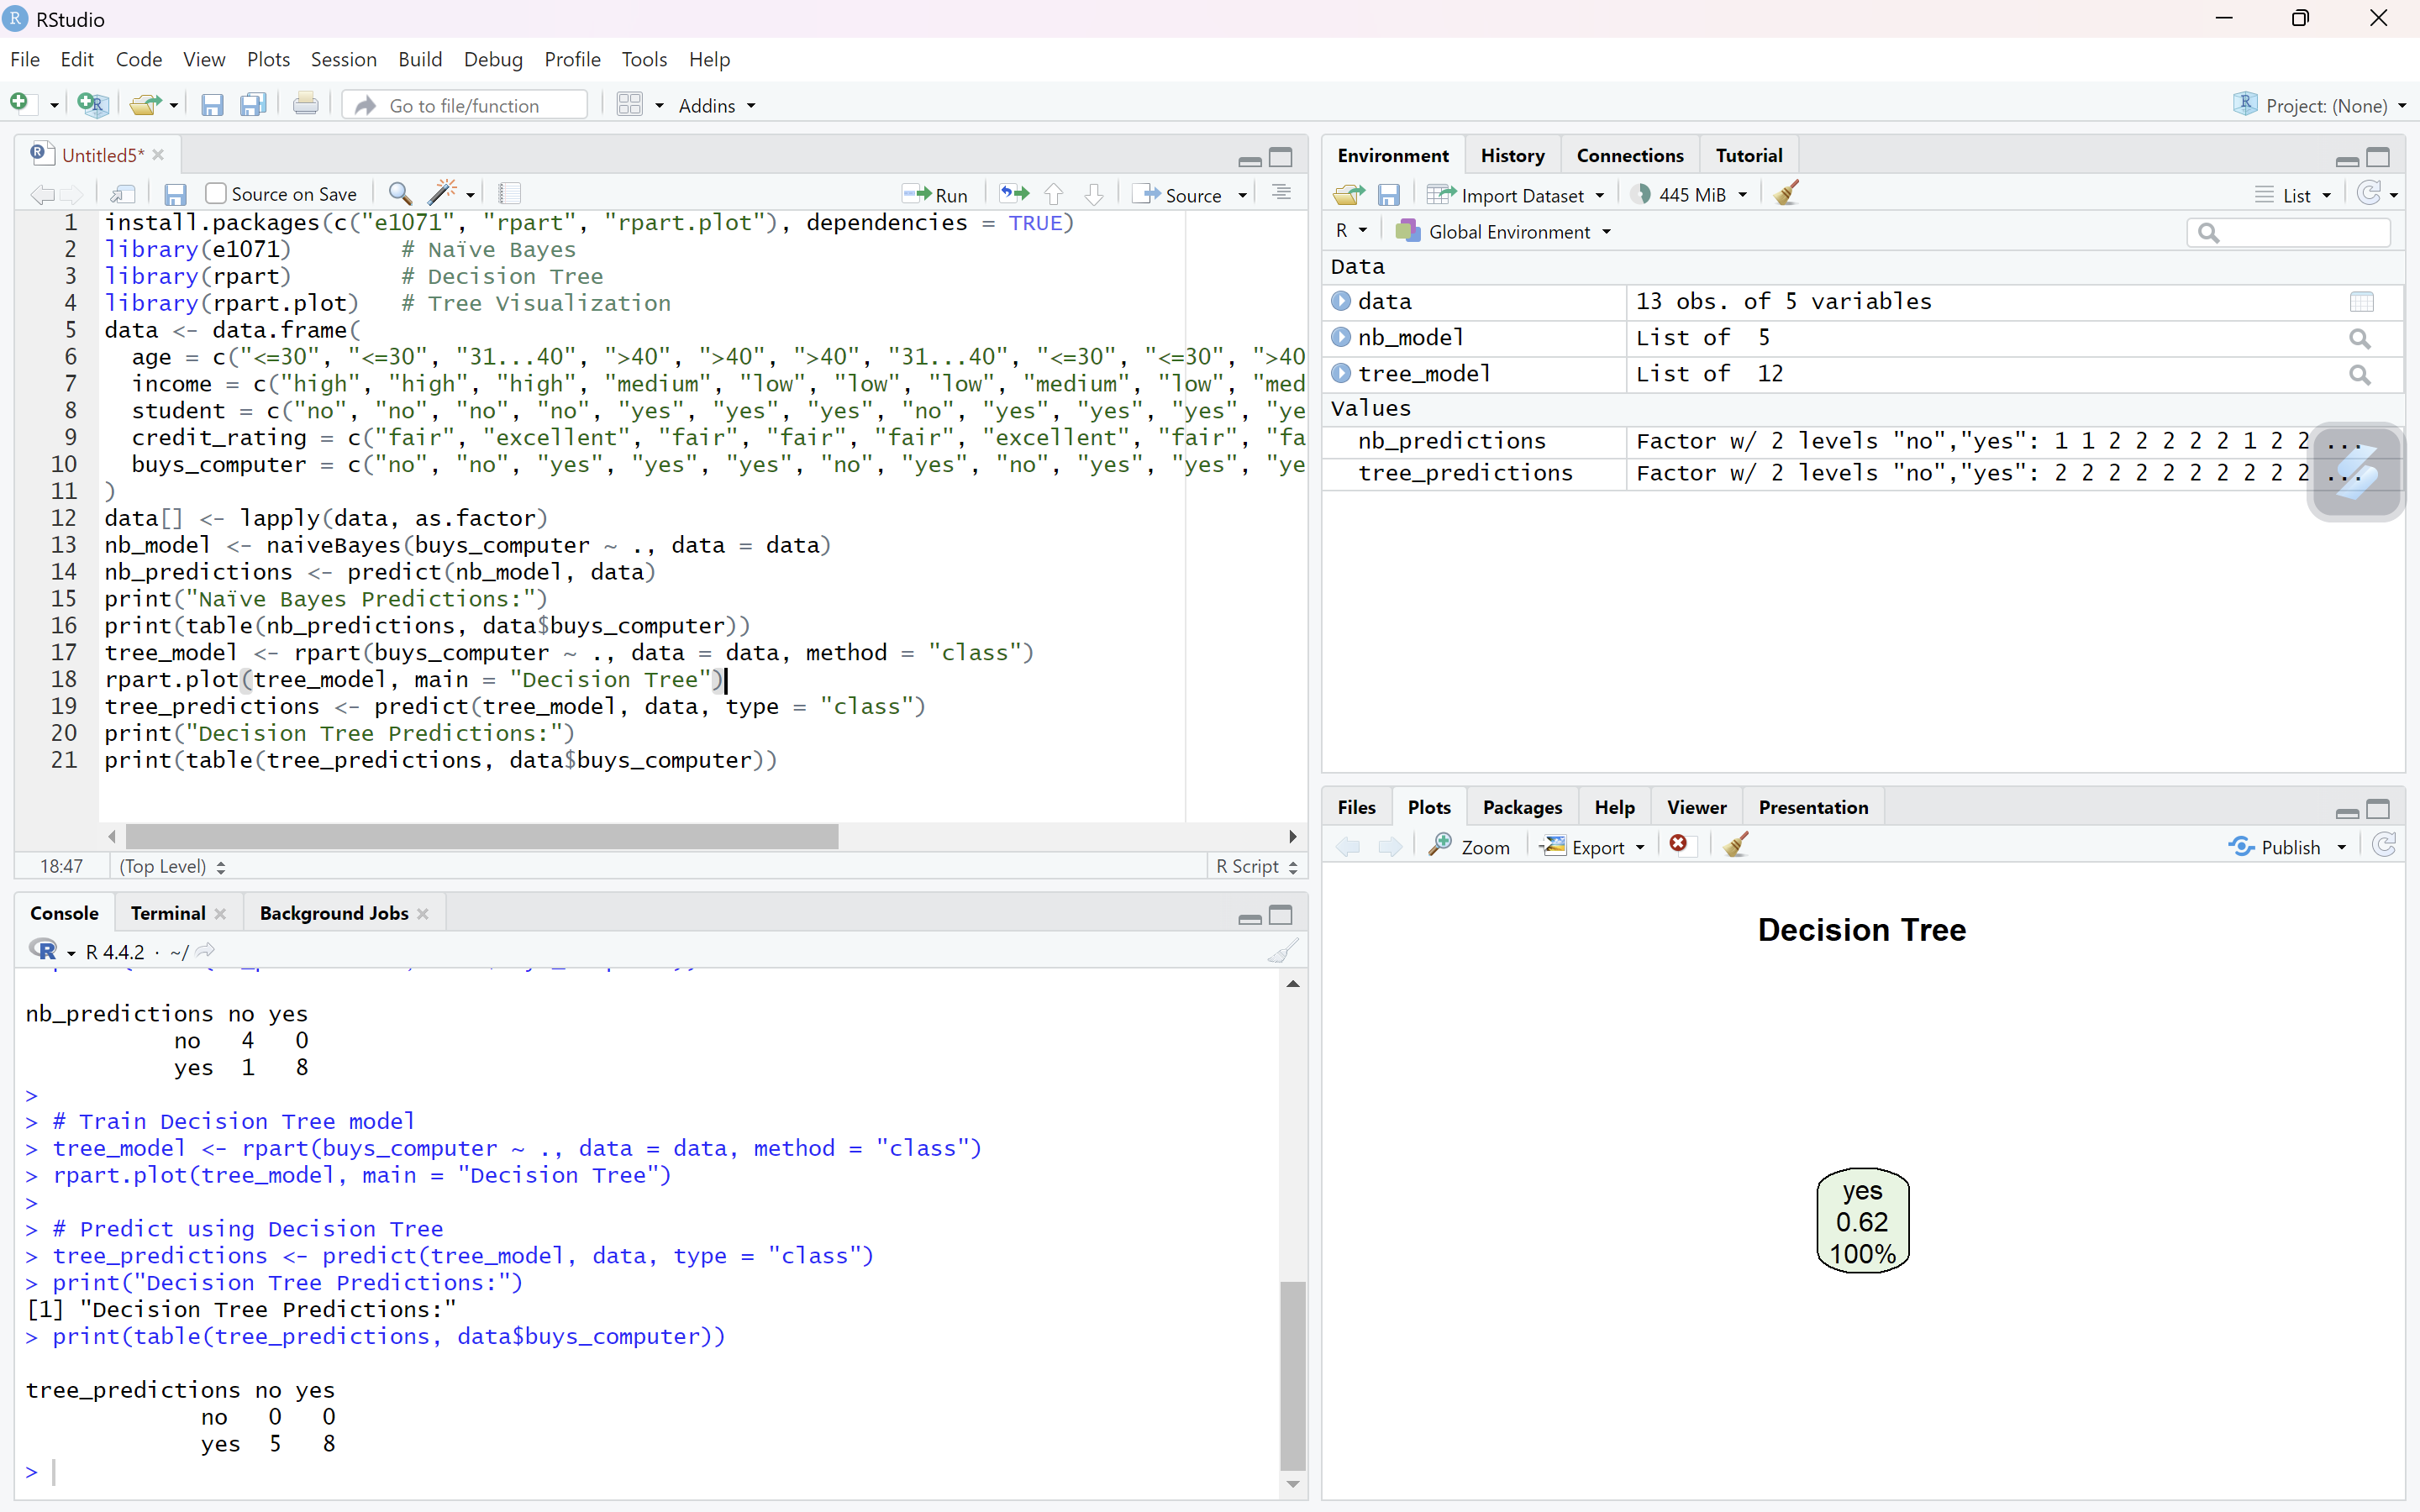 RStudio
File Edit Code View Plots Session Build Debug Profile Tools Help
Go to file/function Addins Project: (None)
Untitled5*
Source on Save Run Source
1 install.packages(c("e1071", "rpart", "rpart.plot"), dependencies = TRUE)
2 library(e1071) # Naïve Bayes
3 library(rpart) # Decision Tree
4 library(rpart.plot) # Tree Visualization
5 data <- data.frame(
6 age = c("<=30", "<=30", "31...40", ">40", ">40", ">40", "31...40", "<=30", "<=30", ">40
7 income = c("high", "high", "high", "medium", "low", "low", "low", "medium", "low", "med
8 student = c("no", "no", "no", "no", "yes", "yes", "yes", "no", "yes", "yes", "yes", "ye
9 credit_rating = c("fair", "excellent", "fair", "fair", "fair", "excellent", "fair", "fa
10 buys_computer = c("no", "no", "yes", "yes", "yes", "no", "yes", "no", "yes", "yes", "ye
11 )
12 data[] <- lapply(data, as.factor)
13 nb_model <- naiveBayes(buys_computer ~ ., data = data)
14 nb_predictions <- predict(nb_model, data)
15 print("Naïve Bayes Predictions:")
16 print(table(nb_predictions, data$buys_computer))
17 tree_model <- rpart(buys_computer ~ ., data = data, method = "class")
18 rpart.plot(tree_model, main = "Decision Tree")
19 tree_predictions <- predict(tree_model, data, type = "class")
20 print("Decision Tree Predictions:")
21 print(table(tree_predictions, data$buys_computer))
18:47 (Top Level) R Script
Console Terminal Background Jobs
R 4.4.2 · ~/
nb_predictions no yes
no 4 0
yes 1 8
>
> # Train Decision Tree model
> tree_model <- rpart(buys_computer ~ ., data = data, method = "class")
> rpart.plot(tree_model, main = "Decision Tree")
>
> # Predict using Decision Tree
> tree_predictions <- predict(tree_model, data, type = "class")
> print("Decision Tree Predictions:")
[1] "Decision Tree Predictions:"
> print(table(tree_predictions, data$buys_computer))
tree_predictions no yes
no 0 0
yes 5 8
>
Environment History Connections Tutorial
Import Dataset 445 MiB List
R Global Environment
Data
data 13 obs. of 5 variables
nb_model List of 5
tree_model List of 12
Values
nb_predictions Factor w/ 2 levels "no","yes": 1 1 2 2 2 2 2 1 2 2 ...
tree_predictions Factor w/ 2 levels "no","yes": 2 2 2 2 2 2 2 2 2 2 ...
Files Plots Packages Help Viewer Presentation
Zoom Export Publish
Decision Tree
yes
0.62
100%